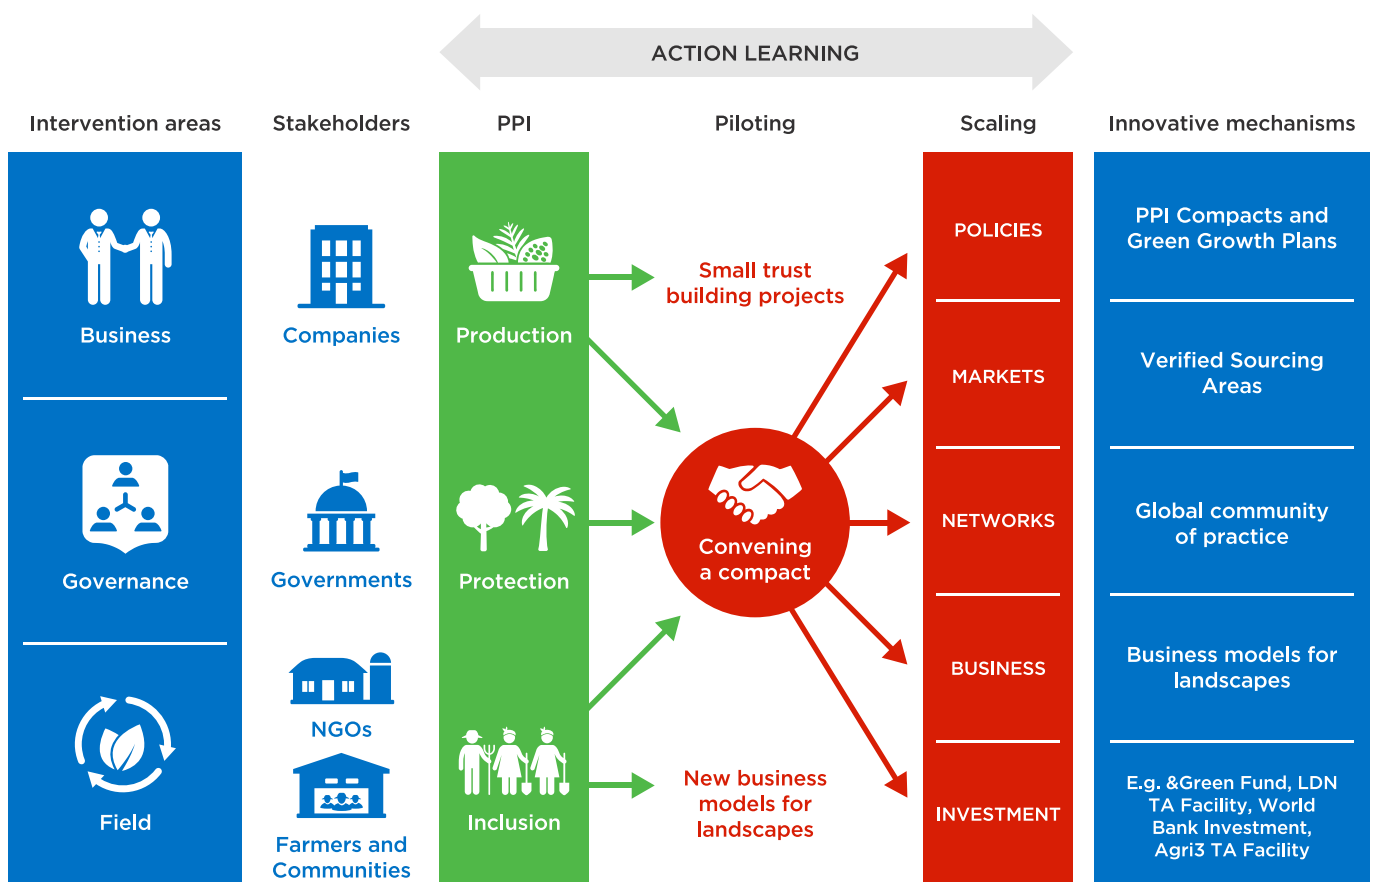 ACTION LEARNING
Intervention areas
Stakeholders
PPI
Piloting
Scaling
Innovative mechanisms
Business
Governance
Field
Companies
Governments
NGOs
Farmers and
Communities
Production
Protection
Inclusion
Small trust
building projects
Convening
a compact
New business
models for
landscapes
POLICIES
MARKETS
NETWORKS
BUSINESS
INVESTMENT
PPI Compacts and
Green Growth Plans
Verified Sourcing
Areas
Global community
of practice
Business models for
landscapes
E.g. &Green Fund, LDN
TA Facility, World
Bank Investment,
Agri3 TA Facility